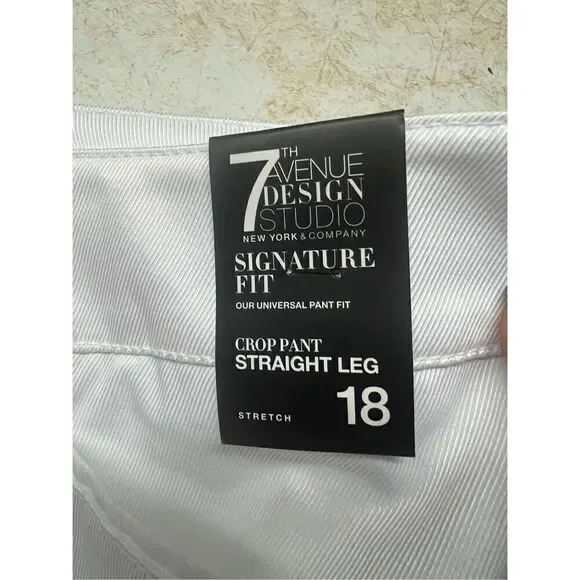 7TH
AVENUE
DESIGN
STUDIO
NEW YORK & COMPANY
SIGNATURE
FIT
OUR UNIVERSAL PANT FIT
CROP PANT
STRAIGHT LEG
STRETCH 18